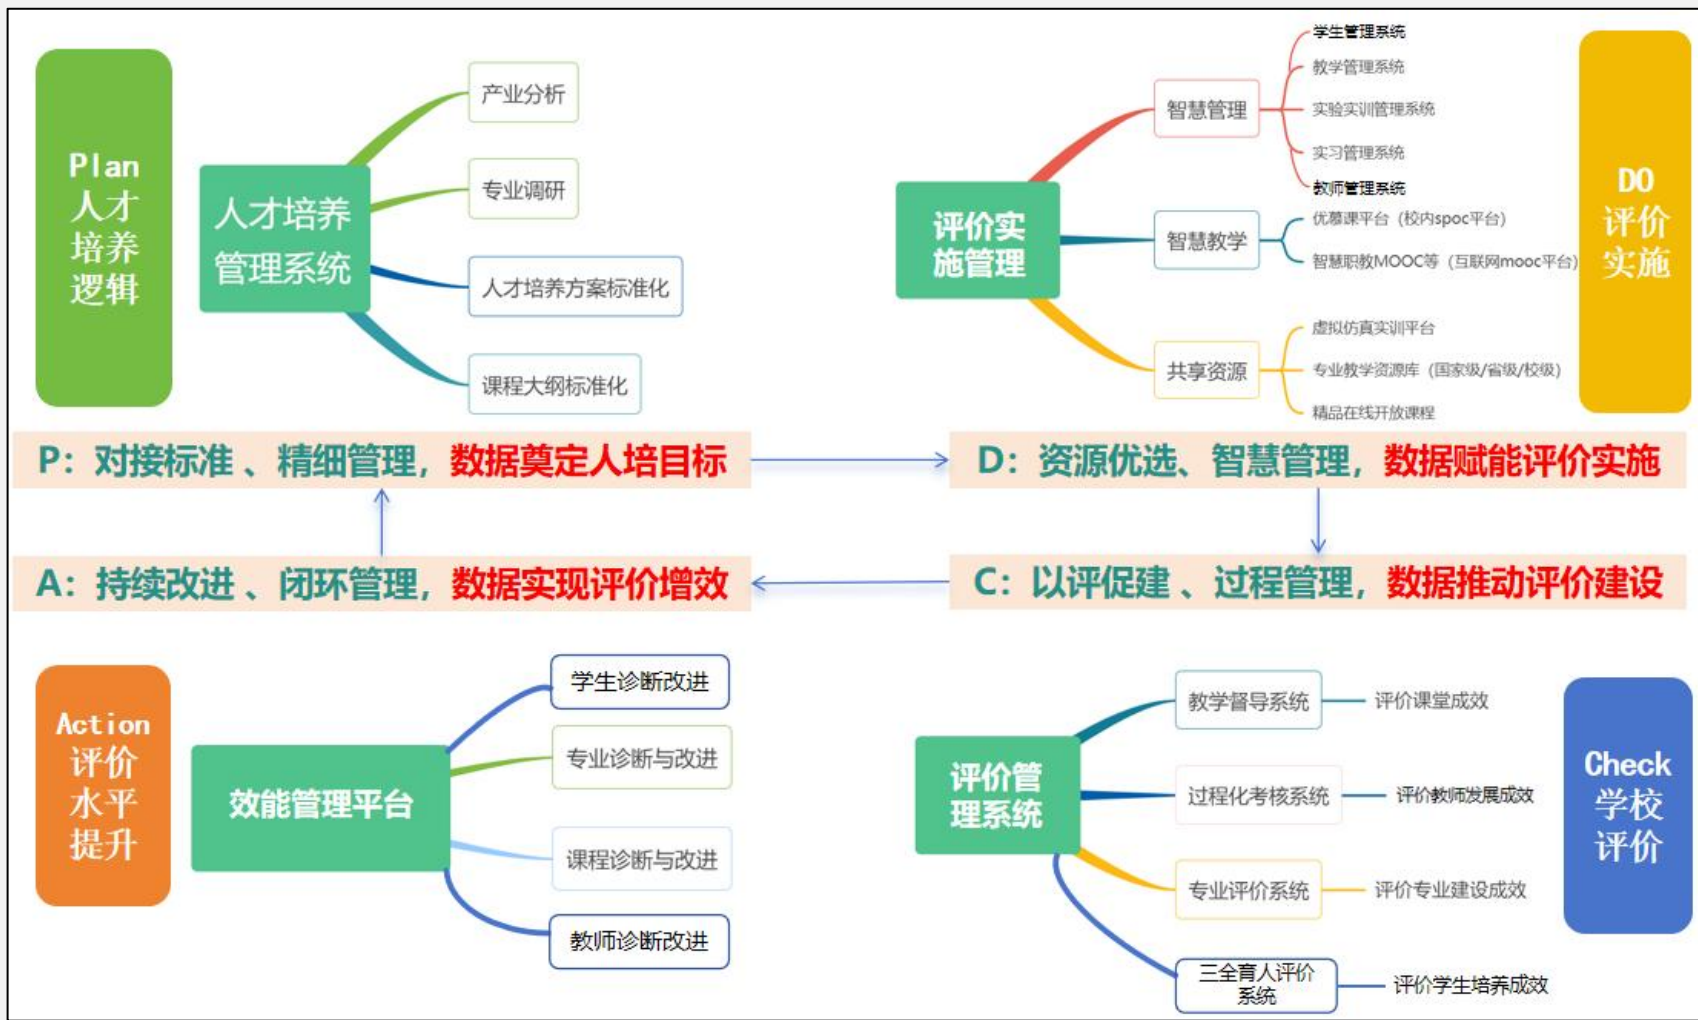 Plan
人才
培养
逻辑
人才培养
管理系统
产业分析
专业调研
人才培养方案标准化
课程大纲标准化
评价实
施管理
智慧管理
学生管理系统
教学管理系统
实验实训管理系统
实习管理系统
教师管理系统
智慧教学
优慕课平台（校内spoc平台）
智慧职教MOOC等（互联网mooc平台）
共享资源
虚拟仿真实训平台
专业教学资源库（国家级/省级/校级）
精品在线开放课程
DO
评价
实施
P：对接标准 、精细管理，数据奠定人培目标
D：资源优选、智慧管理，数据赋能评价实施
A：持续改进 、闭环管理，数据实现评价增效
C：以评促建 、过程管理，数据推动评价建设
Action
评价
水平
提升
效能管理平台
学生诊断改进
专业诊断与改进
课程诊断与改进
教师诊断改进
评价管
理系统
教学督导系统
评价课堂成效
过程化考核系统
评价教师发展成效
专业评价系统
评价专业建设成效
三全育人评价
系统
评价学生培养成效
Check
学校
评价